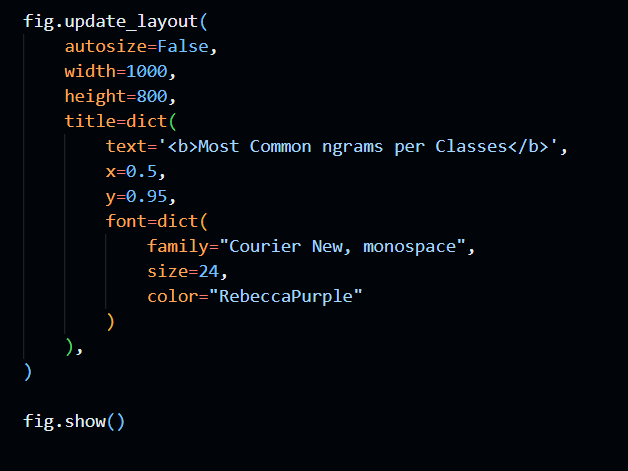 fig.update_layout(
    autosize=False,
    width=1000,
    height=800,
    title=dict(
        text='<b>Most Common ngrams per Classes</b>',
        x=0.5,
        y=0.95,
        font=dict(
            family="Courier New, monospace",
            size=24,
            color="RebeccaPurple"
        )
    ),
)
fig.show()